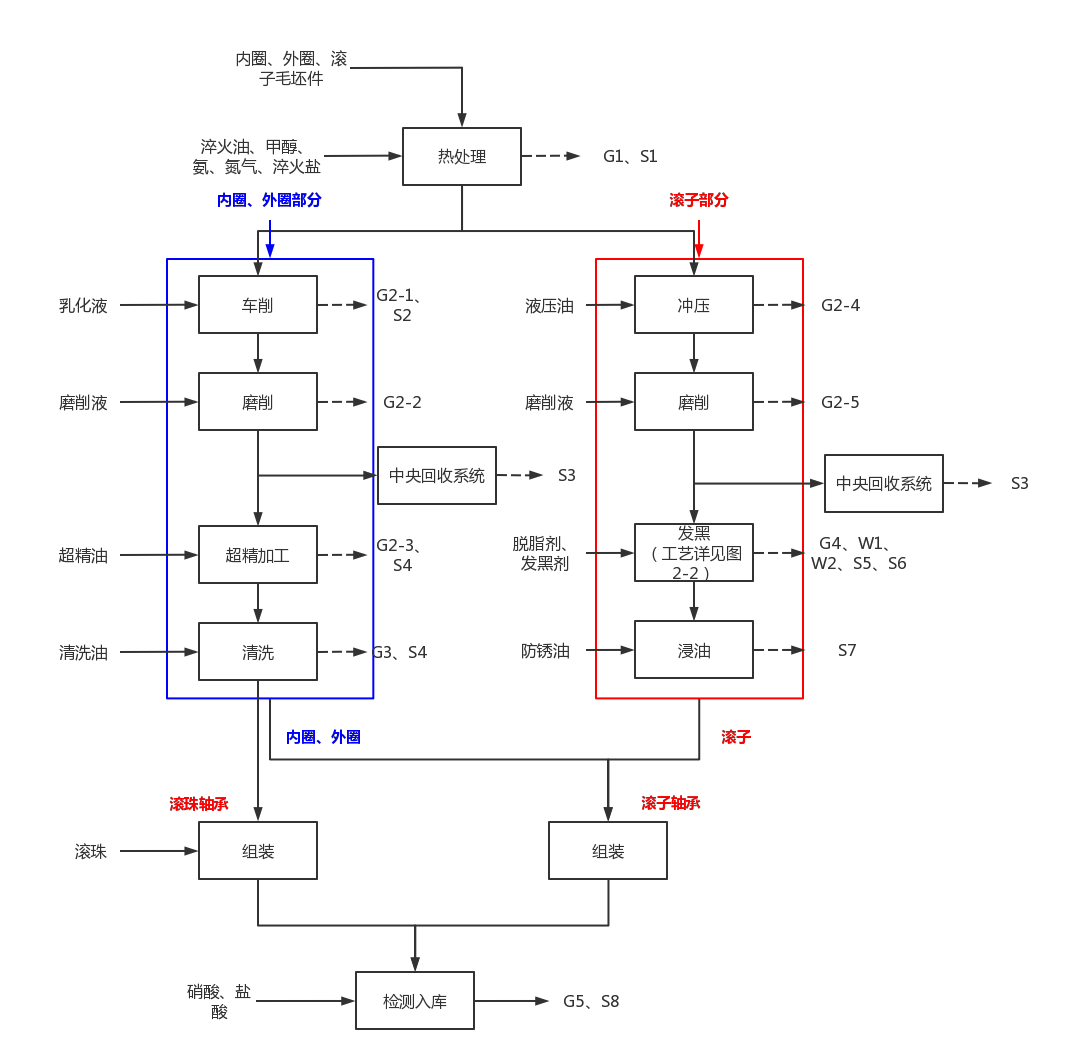 内圈、外圈、滚
子毛坯件
淬火油、甲醇、
氨、氮气、淬火盐
热处理
G1、S1
内圈、外圈部分
滚子部分
乳化液
车削
G2-1、
S2
液压油
冲压
G2-4
磨削液
磨削
G2-2
磨削液
磨削
G2-5
中央回收系统
S3
中央回收系统
S3
超精油
超精加工
G2-3、
S4
脱脂剂、
发黑剂
发黑
（工艺详见图
2-2）
G4、W1、
W2、S5、S6
清洗油
清洗
G3、S4
防锈油
浸油
S7
内圈、外圈
滚子
滚珠轴承
滚子轴承
滚珠
组装
组装
硝酸、盐
酸
检测入库
G5、S8